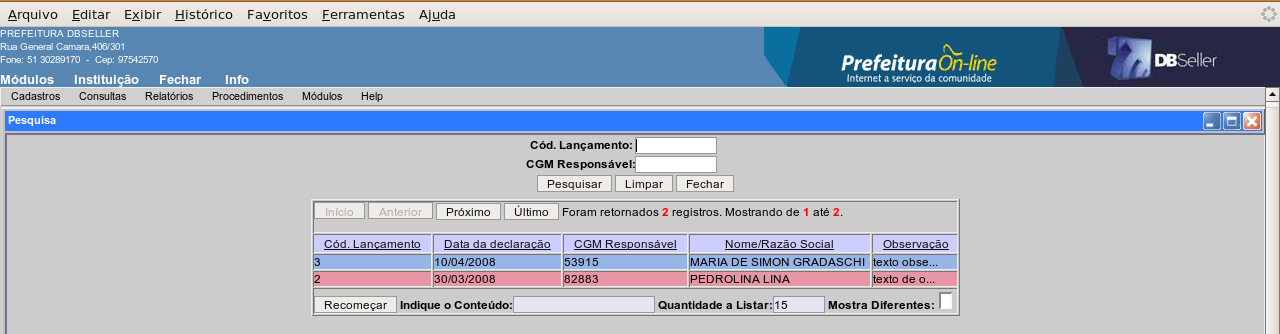 Arquivo Editar Exibir Histórico Favoritos Ferramentas Ajuda
PREFEITURA DBSELLER
Rua General Camara,406/301
Fone: 51 30289170 - Cep: 97542570
Módulos Instituição Fechar Info
Prefeitura On-line
Internet a serviço da comunidade
DBSeller
Cadastros Consultas Relatórios Procedimentos Módulos Help
Pesquisa
Cód. Lançamento:
CGM Responsável:
Pesquisar Limpar Fechar
Início Anterior Próximo Último Foram retornados 2 registros. Mostrando de 1 até 2.
Cód. Lançamento Data da declaração CGM Responsável Nome/Razão Social Observação
3 10/04/2008 53915 MARIA DE SIMON GRADASCHI texto obse...
2 30/03/2008 82883 PEDROLINA LINA texto de o...
Recomeçar Indique o Conteúdo: Quantidade a Listar: 15 Mostra Diferentes: